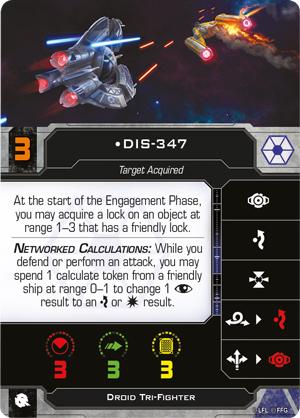 3
•DIS-347
Target Acquired
At the start of the Engagement Phase,
you may acquire a lock on an object at
range 1–3 that has a friendly lock.
NETWORKED CALCULATIONS: While you
defend or perform an attack, you may
spend 1 calculate token from a friendly
ship at range 0–1 to change 1
result to an or result.
3 3 3
DROID TRI-FIGHTER
LFL ©FFG